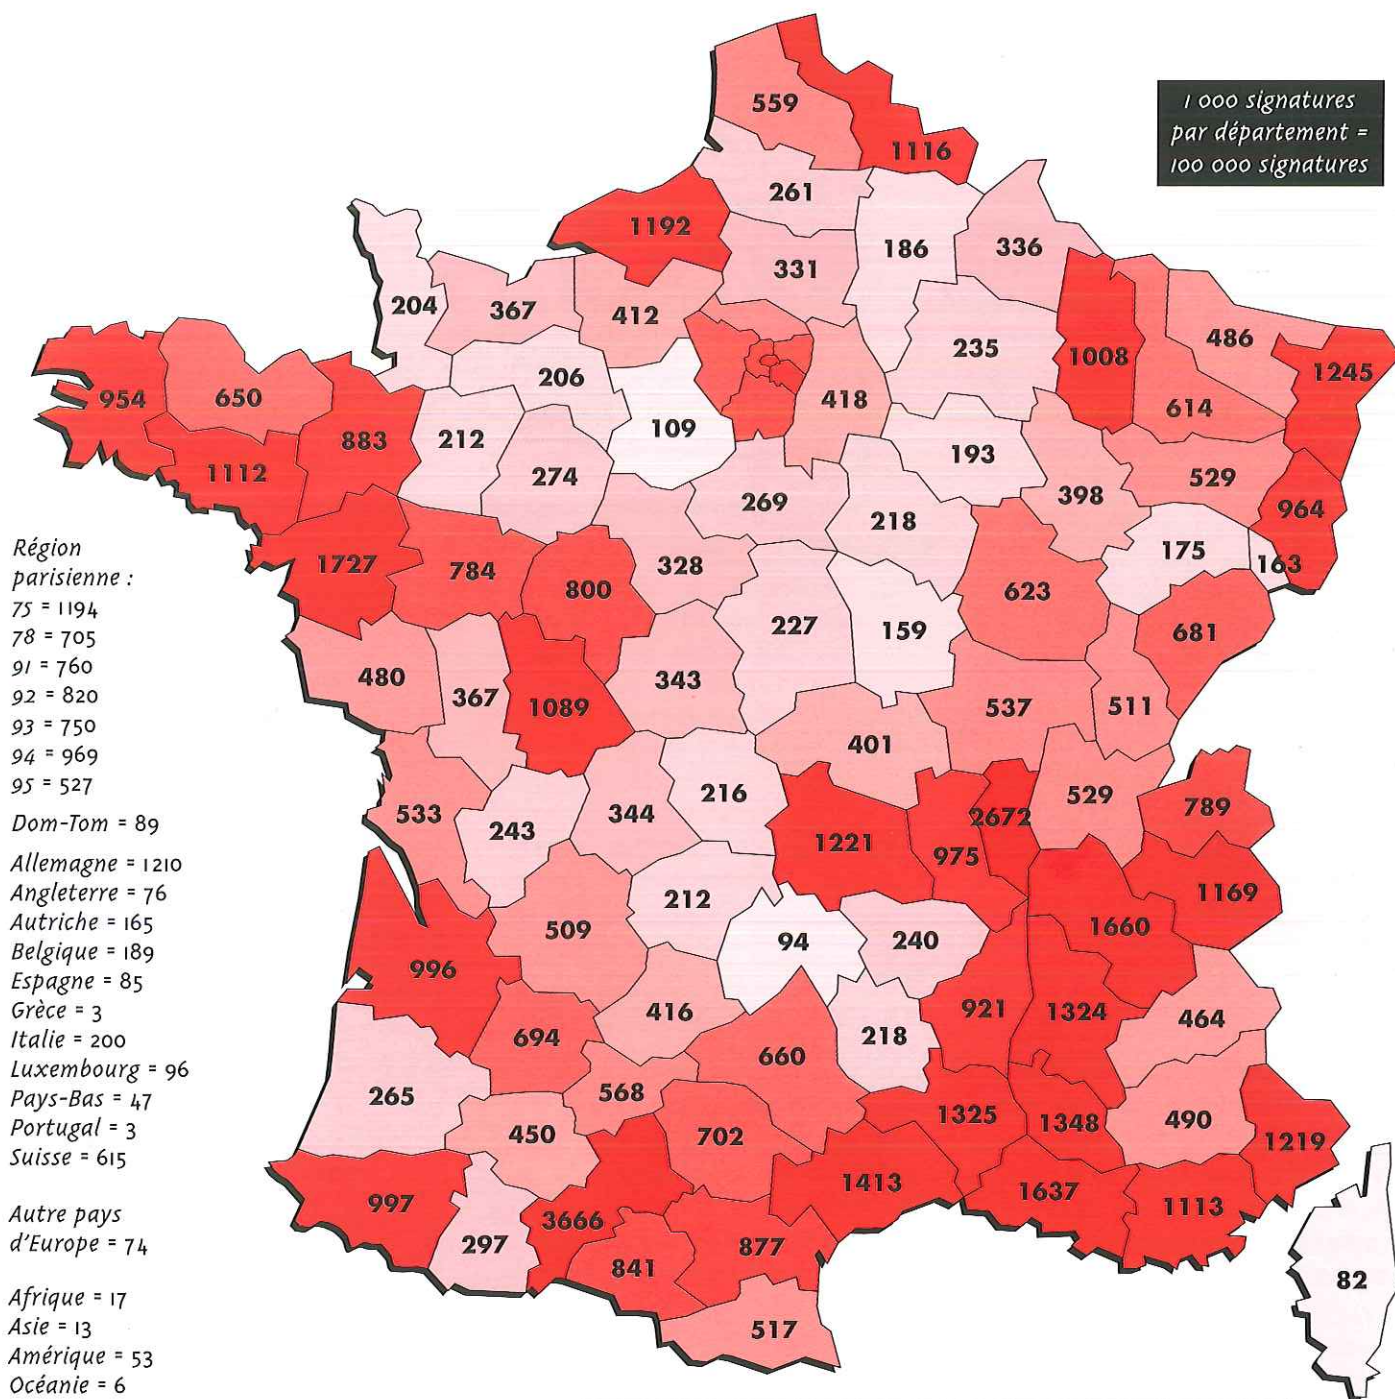 1 000 signatures
par département =
100 000 signatures
559
1116
261
1192
186
336
331
204
367
412
235
1008
486
1245
206
418
614
954
650
883
212
109
193
1112
274
529
398
269
218
964
1727
784
800
328
175
163
623
227
159
681
480
367
1089
343
537
511
401
533
243
344
216
529
789
1221
2672
975
1169
212
509
94
240
1660
996
416
921
1324
464
694
660
218
265
568
450
702
1325
1348
490
1219
997
1413
1637
1113
297
3666
841
877
82
517
Région
parisienne :
75 = 1194
78 = 705
91 = 760
92 = 820
93 = 750
94 = 969
95 = 527
Dom-Tom = 89
Allemagne = 1210
Angleterre = 76
Autriche = 165
Belgique = 189
Espagne = 85
Grèce = 3
Italie = 200
Luxembourg = 96
Pays-Bas = 47
Portugal = 3
Suisse = 615
Autre pays
d'Europe = 74
Afrique = 17
Asie = 13
Amérique = 53
Océanie = 6